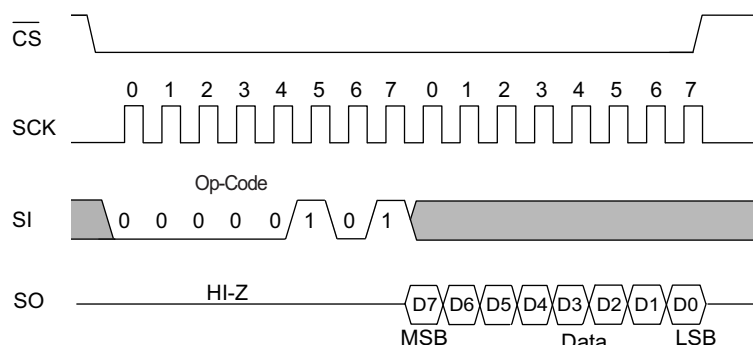 CS
0 1 2 3 4 5 6 7 0 1 2 3 4 5 6 7
SCK
Op-Code
SI 0 0 0 0 0 1 0 1
HI-Z
SO D7 D6 D5 D4 D3 D2 D1 D0
MSB Data LSB